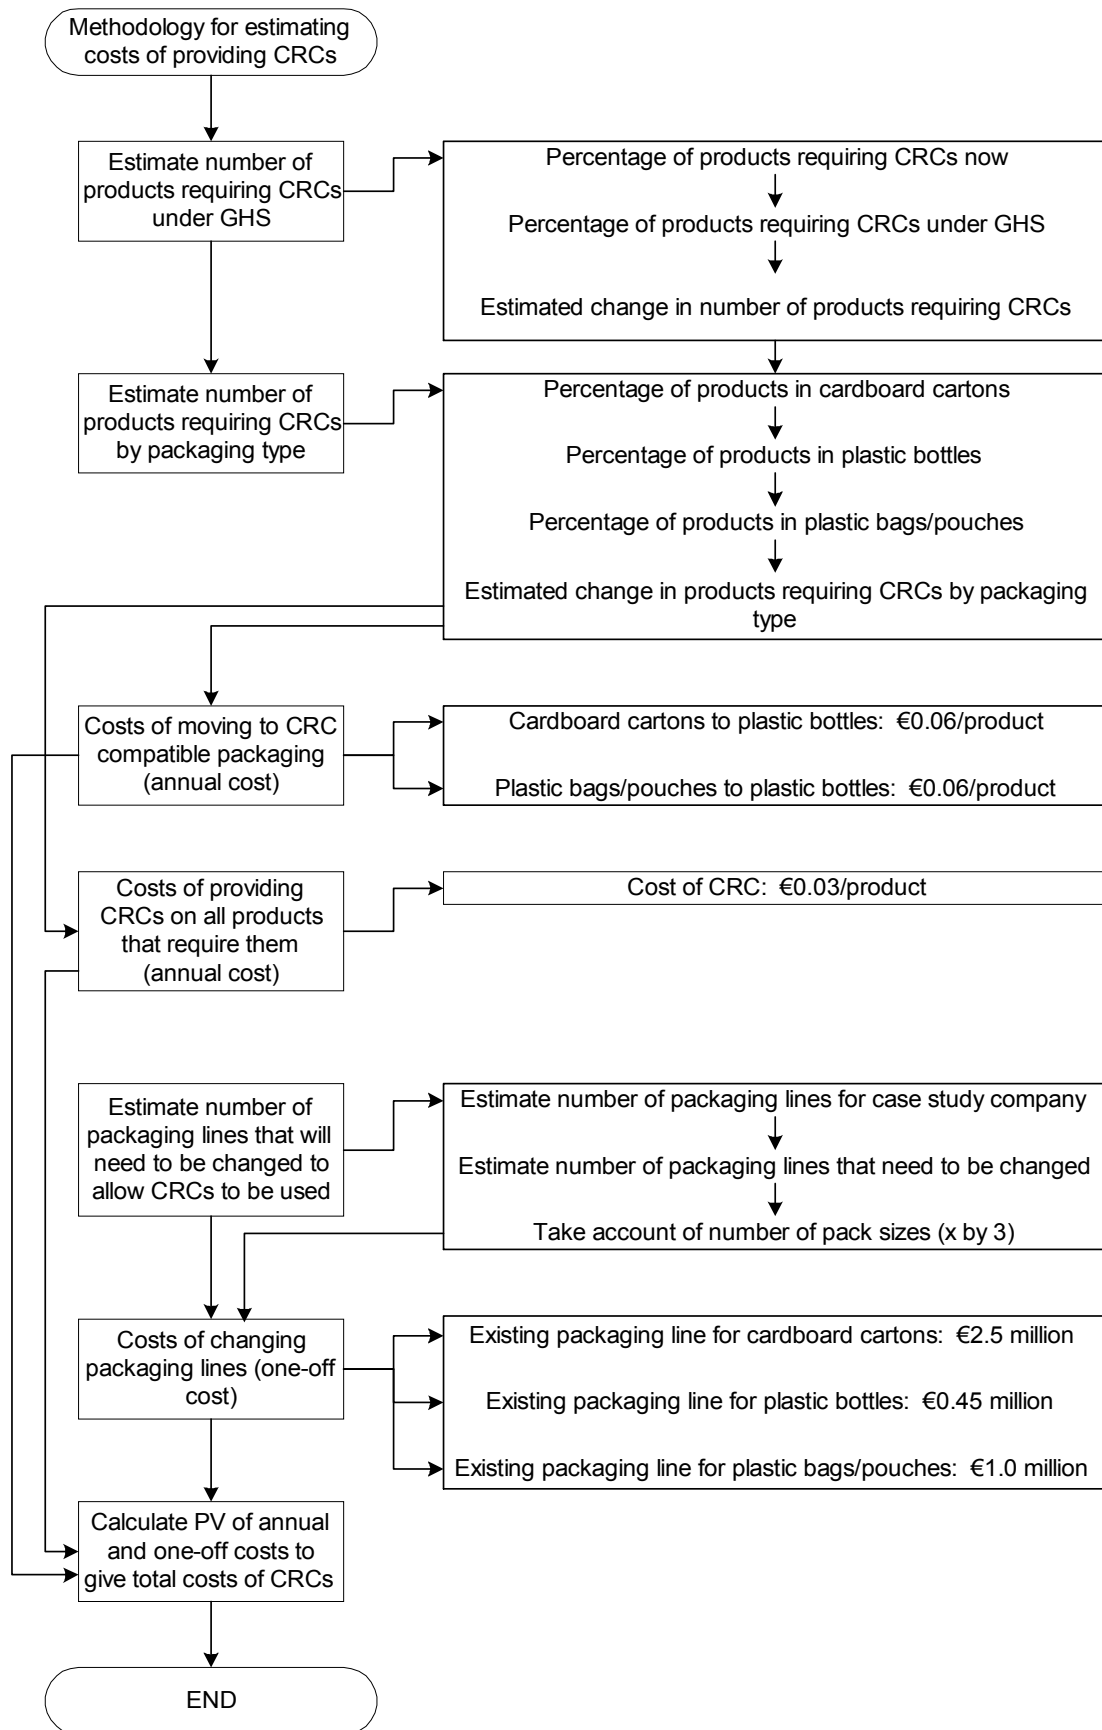 Methodology for estimating
costs of providing CRCs
Estimate number of
products requiring CRCs
under GHS
Percentage of products requiring CRCs now
Percentage of products requiring CRCs under GHS
Estimated change in number of products requiring CRCs
Estimate number of
products requiring CRCs
by packaging type
Percentage of products in cardboard cartons
Percentage of products in plastic bottles
Percentage of products in plastic bags/pouches
Estimated change in products requiring CRCs by packaging
type
Costs of moving to CRC
compatible packaging
(annual cost)
Cardboard cartons to plastic bottles: €0.06/product
Plastic bags/pouches to plastic bottles: €0.06/product
Costs of providing
CRCs on all products
that require them
(annual cost)
Cost of CRC: €0.03/product
Estimate number of
packaging lines that will
need to be changed to
allow CRCs to be used
Estimate number of packaging lines for case study company
Estimate number of packaging lines that need to be changed
Take account of number of pack sizes (x by 3)
Costs of changing
packaging lines (one-off
cost)
Existing packaging line for cardboard cartons: €2.5 million
Existing packaging line for plastic bottles: €0.45 million
Existing packaging line for plastic bags/pouches: €1.0 million
Calculate PV of annual
and one-off costs to
give total costs of CRCs
END